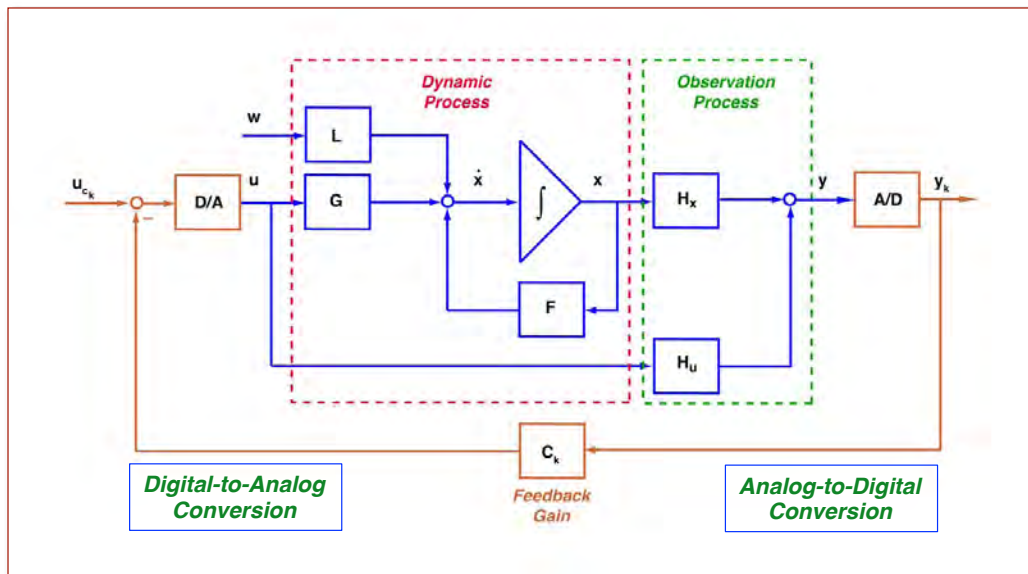 Dynamic
Process
Observation
Process
w
L
u_{c_k}
–
D/A
u
G
ẋ
∫
x
H_x
y
A/D
y_k
F
H_u
C_k
Feedback
Gain
Digital-to-Analog
Conversion
Analog-to-Digital
Conversion